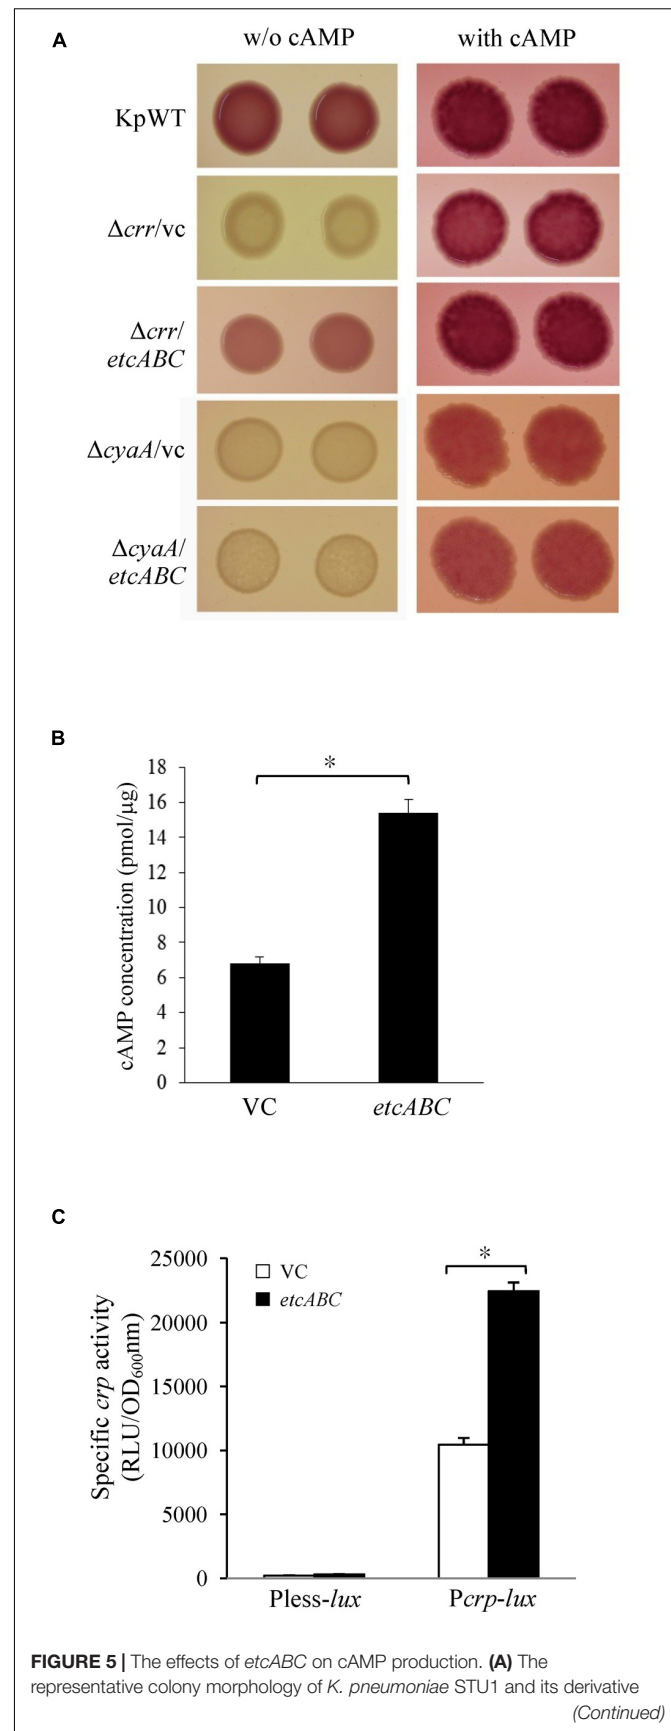 A
w/o cAMP
with cAMP
KpWT
Δcrr/vc
Δcrr/
etcABC
ΔcyaA/vc
ΔcyaA/
etcABC
B
cAMP concentration (pmol/µg)
18
16
14
12
10
8
6
4
2
0
*
VC
etcABC
C
Specific crp activity
(RLU/OD600nm)
25000
20000
15000
10000
5000
0
VC
etcABC
*
Pless-lux
Pcrp-lux
FIGURE 5 | The effects of etcABC on cAMP production. (A) The
representative colony morphology of K. pneumoniae STU1 and its derivative
(Continued)